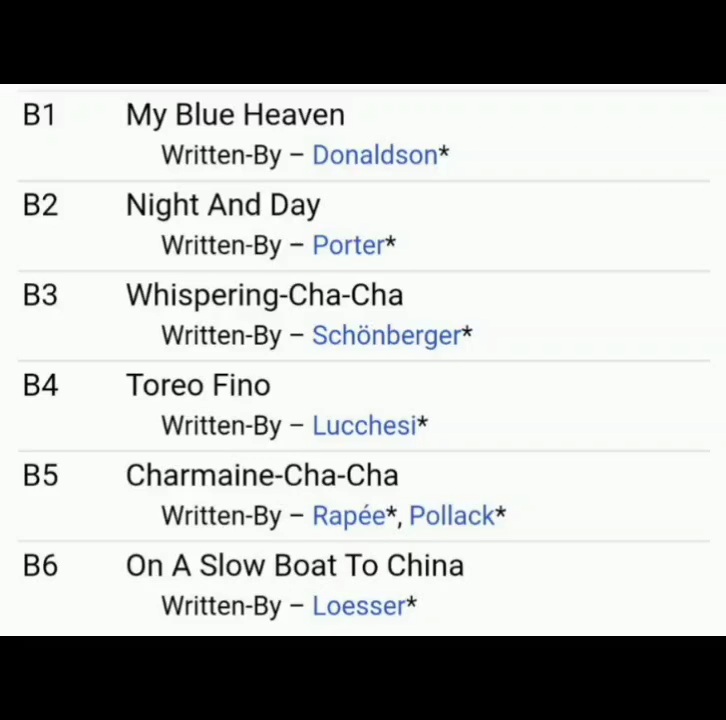 B1 My Blue Heaven
Written-By – Donaldson*
B2 Night And Day
Written-By – Porter*
B3 Whispering-Cha-Cha
Written-By – Schönberger*
B4 Toreo Fino
Written-By – Lucchesi*
B5 Charmaine-Cha-Cha
Written-By – Rapée*, Pollack*
B6 On A Slow Boat To China
Written-By – Loesser*